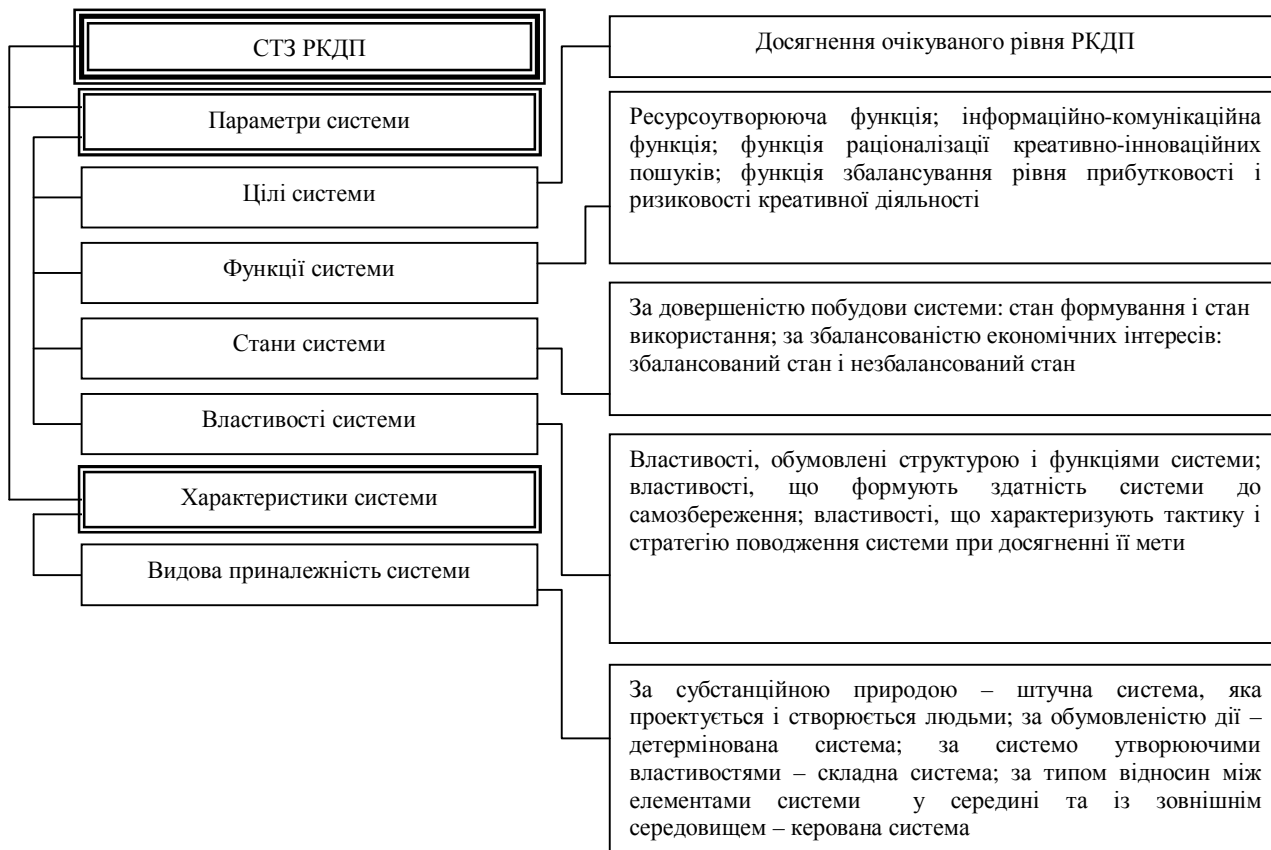 СТЗ РКДП
Досягнення очікуваного рівня РКДП
Параметри системи
Ресурсоутворююча функція; інформаційно-комунікаційна
функція; функція раціоналізації креативно-інноваційних
пошуків; функція збалансування рівня прибутковості і
ризиковості креативної діяльності
Цілі системи
Функції системи
За довершеністю побудови системи: стан формування і стан
використання; за збалансованістю економічних інтересів:
збалансований стан і незбалансований стан
Стани системи
Властивості системи
Властивості, обумовлені структурою і функціями системи;
властивості, що формують здатність системи до
самозбереження; властивості, що характеризують тактику і
стратегію поводження системи при досягненні її мети
Характеристики системи
Видова приналежність системи
За субстанційною природою – штучна система, яка
проектується і створюється людьми; за обумовленістю дії –
детермінована система; за системо утворюючими
властивостями – складна система; за типом відносин між
елементами системи у середині та із зовнішнім
середовищем – керована система